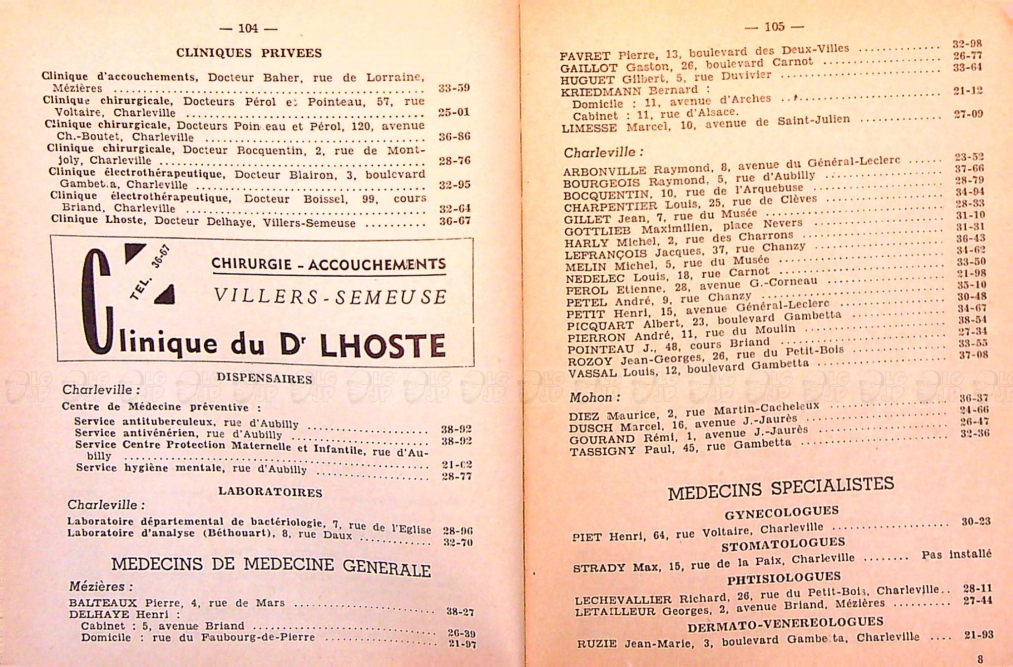 — 104 —
CLINIQUES PRIVEES
Clinique d'accouchements, Docteur Baher, rue de Lorraine,
Mézières ........ 33-59
Clinique chirurgicale, Docteurs Pérol et Pointeau, 57, rue
Voltaire, Charleville ........ 25-01
Clinique chirurgicale, Docteurs Poin eau et Pérol, 120, avenue
Ch.-Boutet, Charleville ........ 36-86
Clinique chirurgicale, Docteur Rocquentin, 2, rue de Mont-
joly, Charleville ........ 28-76
Clinique électrothérapeutique, Docteur Blairon, 3, boulevard
Gambetta, Charleville ........ 32-95
Clinique électrothérapeutique, Docteur Boissel, 99, cours
Briand, Charleville ........ 32-64
Clinique Lhoste, Docteur Delhaye, Villers-Semeuse ........ 36-67
TEL. 36-67
CHIRURGIE - ACCOUCHEMENTS
VILLERS-SEMEUSE
Clinique du Dr LHOSTE
DISPENSAIRES
Charleville :
Centre de Médecine préventive :
Service antituberculeux, rue d'Aubilly ........ 38-92
Service antivénérien, rue d'Aubilly ........ 38-92
Service Centre Protection Maternelle et Infantile, rue d'Au-
billy ........ 21-02
Service hygiène mentale, rue d'Aubilly ........ 28-77
LABORATOIRES
Charleville :
Laboratoire départemental de bactériologie, 7, rue de l'Eglise 28-96
Laboratoire d'analyse (Béthouart), 8, rue Daux ........ 32-70
MEDECINS DE MEDECINE GENERALE
Mézières :
BALTEAUX Pierre, 4, rue de Mars ........ 38-27
DELHAYE Henri :
Cabinet : 5, avenue Briand ........ 26-39
Domicile : rue du Faubourg-de-Pierre ........ 21-97
— 105 —
FAVRET Pierre, 13, boulevard des Deux-Villes ........ 32-98
GAILLOT Gaston, 26, boulevard Carnot ........ 26-77
HUGUET Gilbert, 5, rue Duvivier ........ 33-64
KRIEDMANN Bernard :
Domicile : 11, avenue d'Arches ........ 21-12
Cabinet : 11, rue d'Alsace.
LIMESSE Marcel, 10, avenue de Saint-Julien ........ 27-09
Charleville :
ARBONVILLE Raymond, 8, avenue du Général-Leclerc ...... 23-52
BOURGEOIS Raymond, 5, rue d'Aubilly ........ 37-66
BOCQUENTIN, 10, rue de l'Arquebuse ........ 28-79
CHARPENTIER Louis, 25, rue de Clèves ........ 34-94
GILLET Jean, 7, rue du Musée ........ 28-33
GOTTLIEB Maximilien, place Nevers ........ 31-10
HARLY Michel, 2, rue des Charrons ........ 31-31
LEFRANÇOIS Jacques, 37, rue Chanzy ........ 36-43
MELIN Michel, 5, rue du Musée ........ 34-62
NEDELEC Louis, 18, rue Carnot ........ 33-50
PEROL Etienne, 28, avenue G.-Corneau ........ 21-98
PETEL André, 9, rue Chanzy ........ 35-10
PETIT Henri, 15, avenue Général-Leclerc ........ 30-48
PICQUART Albert, 23, boulevard Gambetta ........ 34-67
PIERRON André, 11, rue du Moulin ........ 38-54
POINTEAU J., 48, cours Briand ........ 27-34
ROZOY Jean-Georges, 26, rue du Petit-Bois ........ 33-55
VASSAL Louis, 12, boulevard Gambetta ........ 37-08
Mohon :
DIEZ Maurice, 2, rue Martin-Cacheleux ........ 36-37
DUSCH Marcel, 16, avenue J.-Jaurès ........ 24-66
GOURAND Rémi, 1, avenue J.-Jaurès ........ 26-47
TASSIGNY Paul, 45, rue Gambetta ........ 32-36
MEDECINS SPECIALISTES
GYNECOLOGUES
PIET Henri, 64, rue Voltaire, Charleville ........ 30-23
STOMATOLOGUES
STRADY Max, 15, rue de la Paix, Charleville ........ Pas installé
PHTISIOLOGUES
LECHEVALLIER Richard, 26, rue du Petit-Bois, Charleville.. 28-11
LETAILLEUR Georges, 2, avenue Briand, Mézières ........ 27-44
DERMATO-VENEREOLOGUES
RUZIE Jean-Marie, 3, boulevard Gambetta, Charleville .... 21-93
8